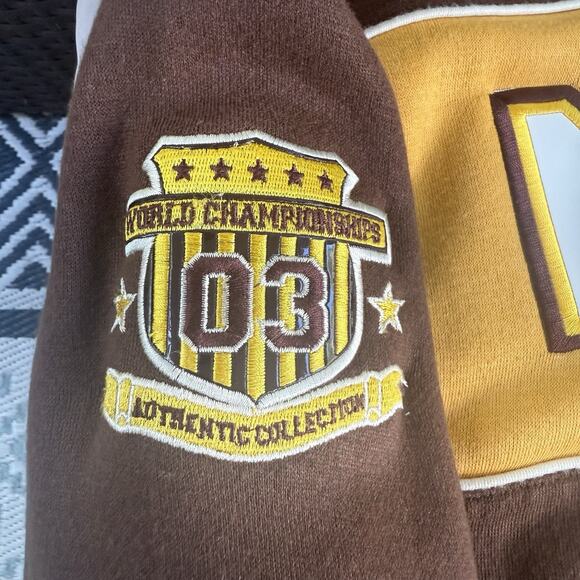 WORLD CHAMPIONSHIPS
03
AUTHENTIC COLLECTION